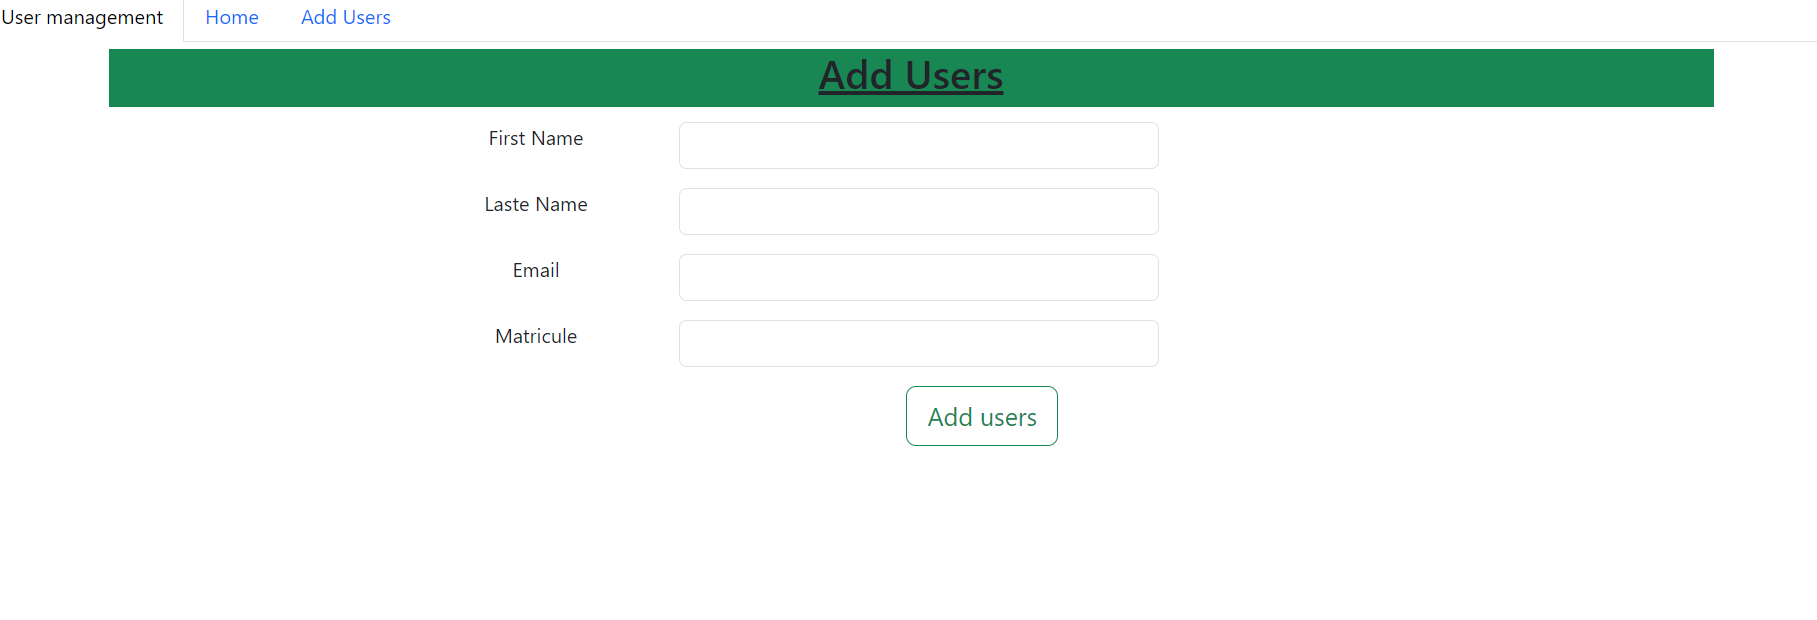 User management Home Add Users
Add Users
First Name
Laste Name
Email
Matricule
Add users